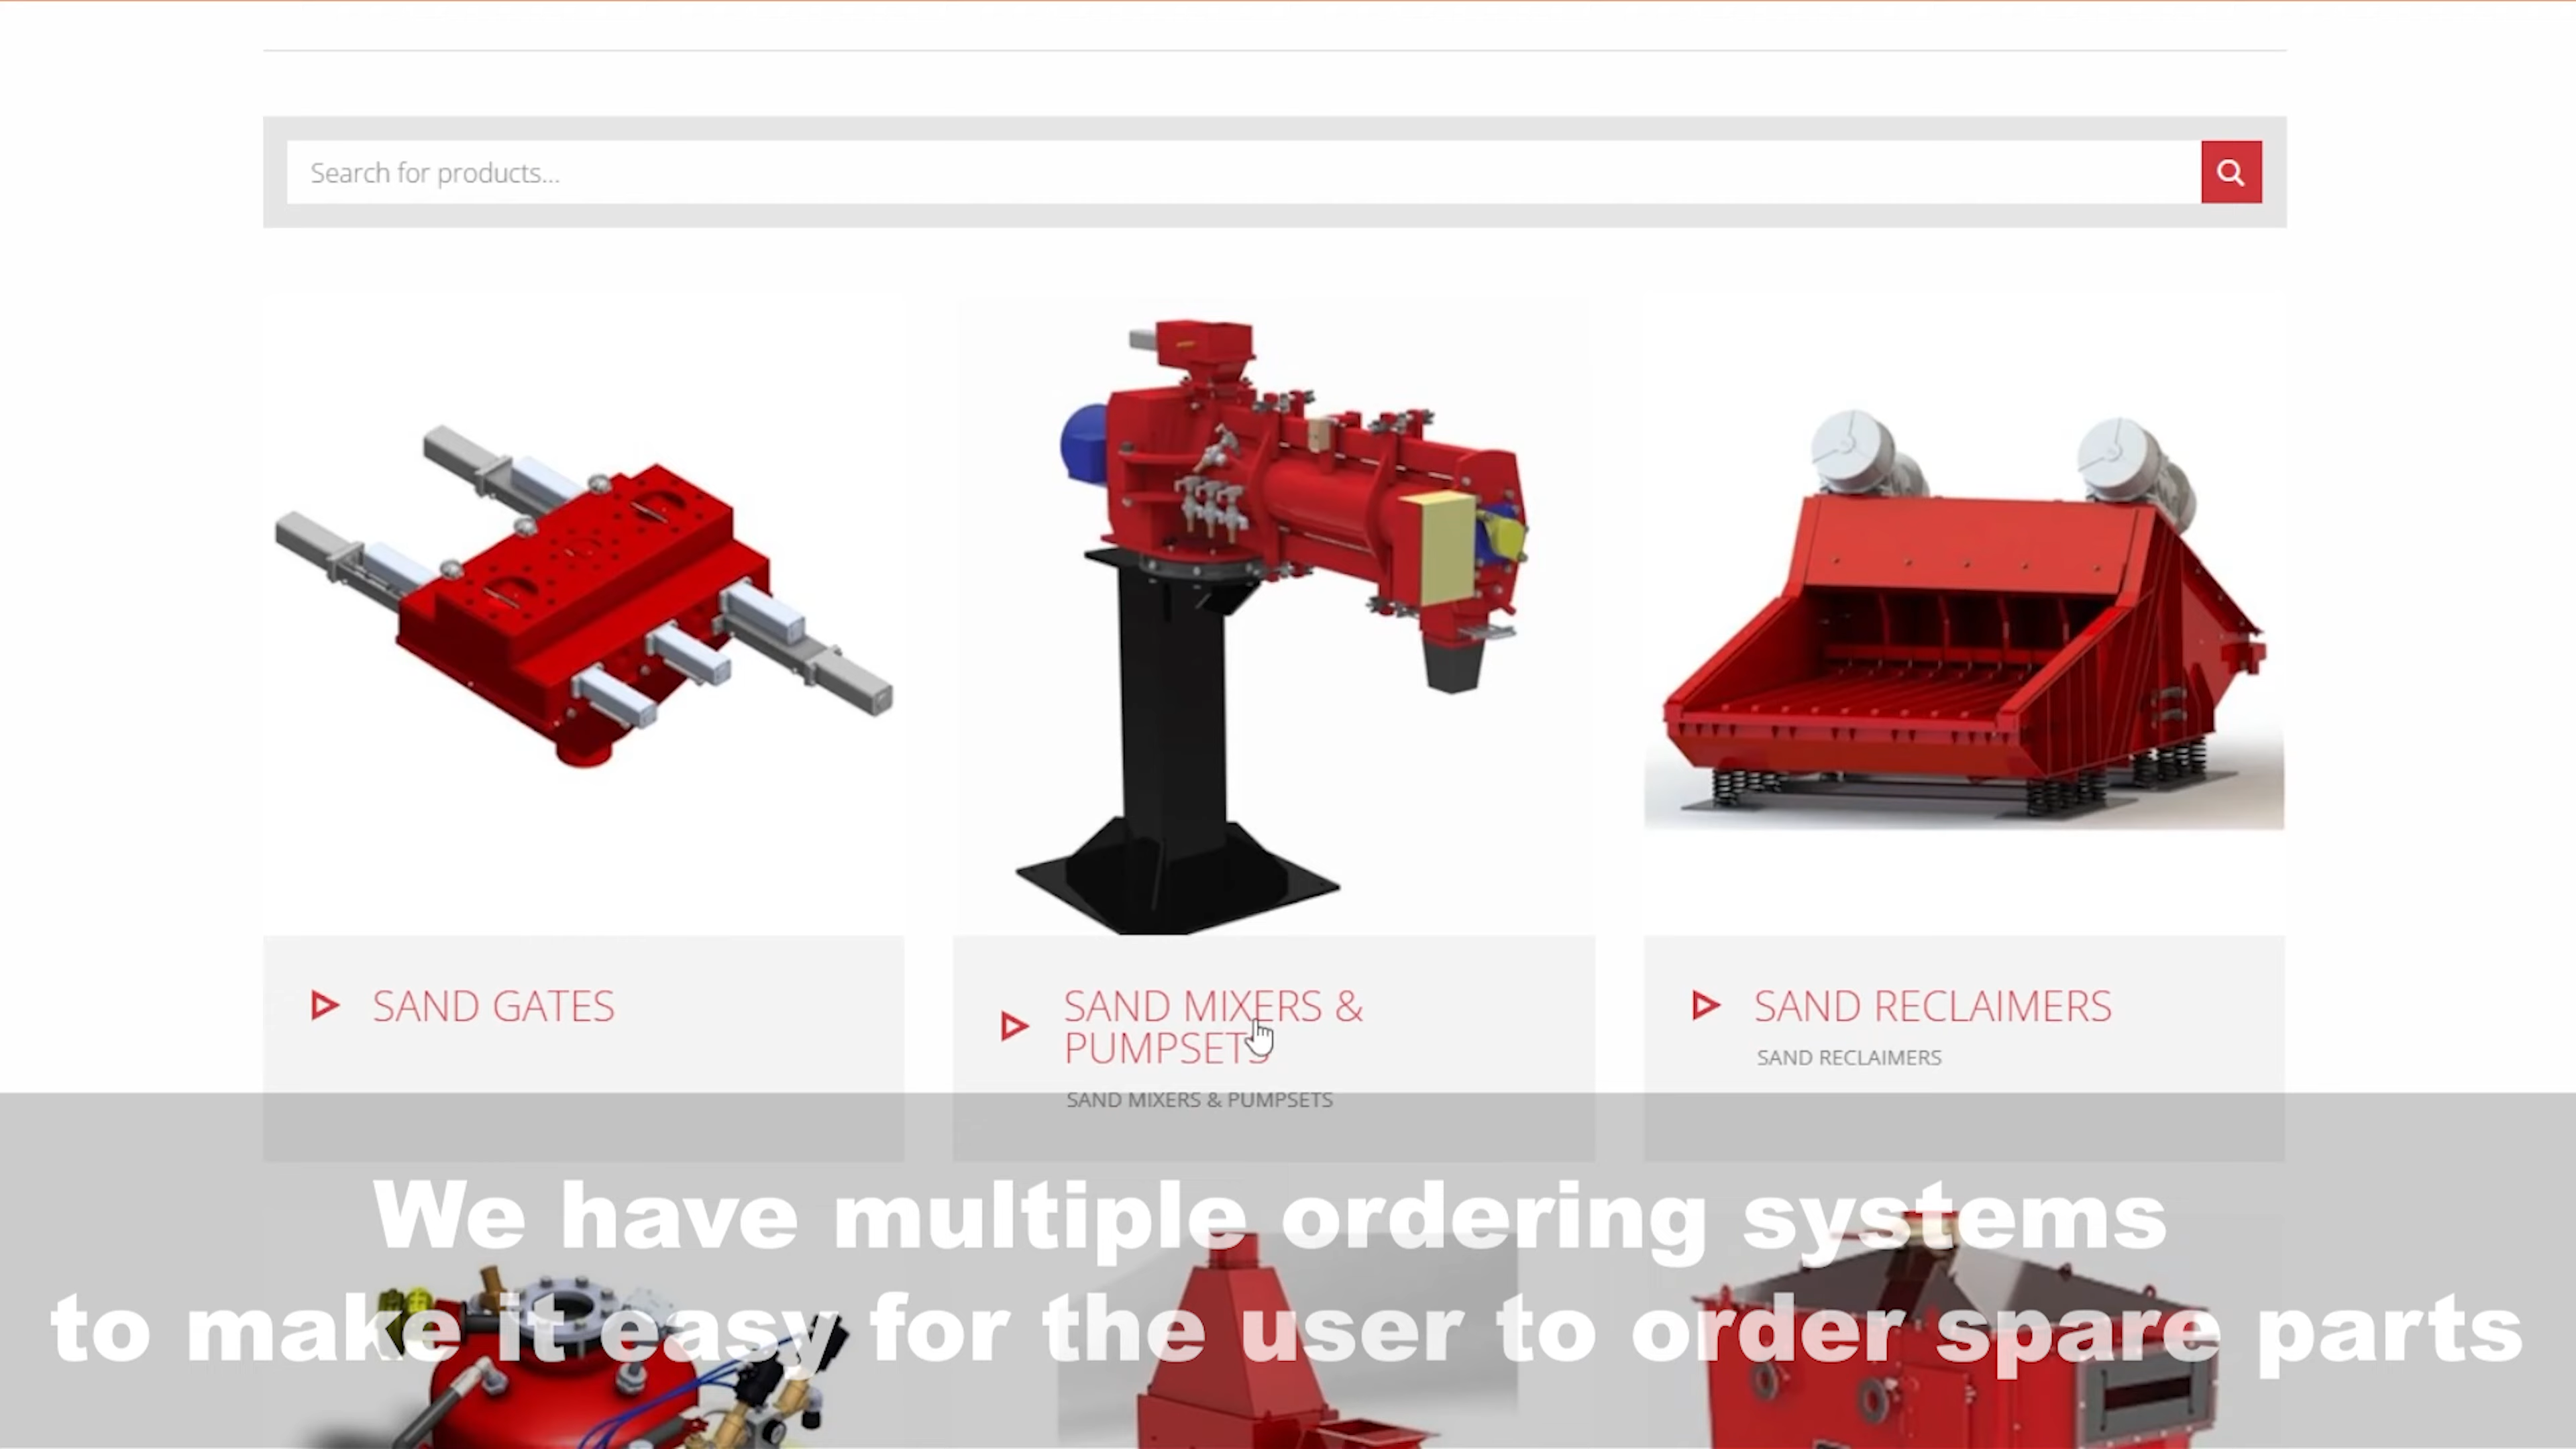 Search for products...
SAND GATES
SAND MIXERS &
PUMPSETS
SAND MIXERS & PUMPSETS
SAND RECLAIMERS
SAND RECLAIMERS
We have multiple ordering systems
to make it easy for the user to order spare parts